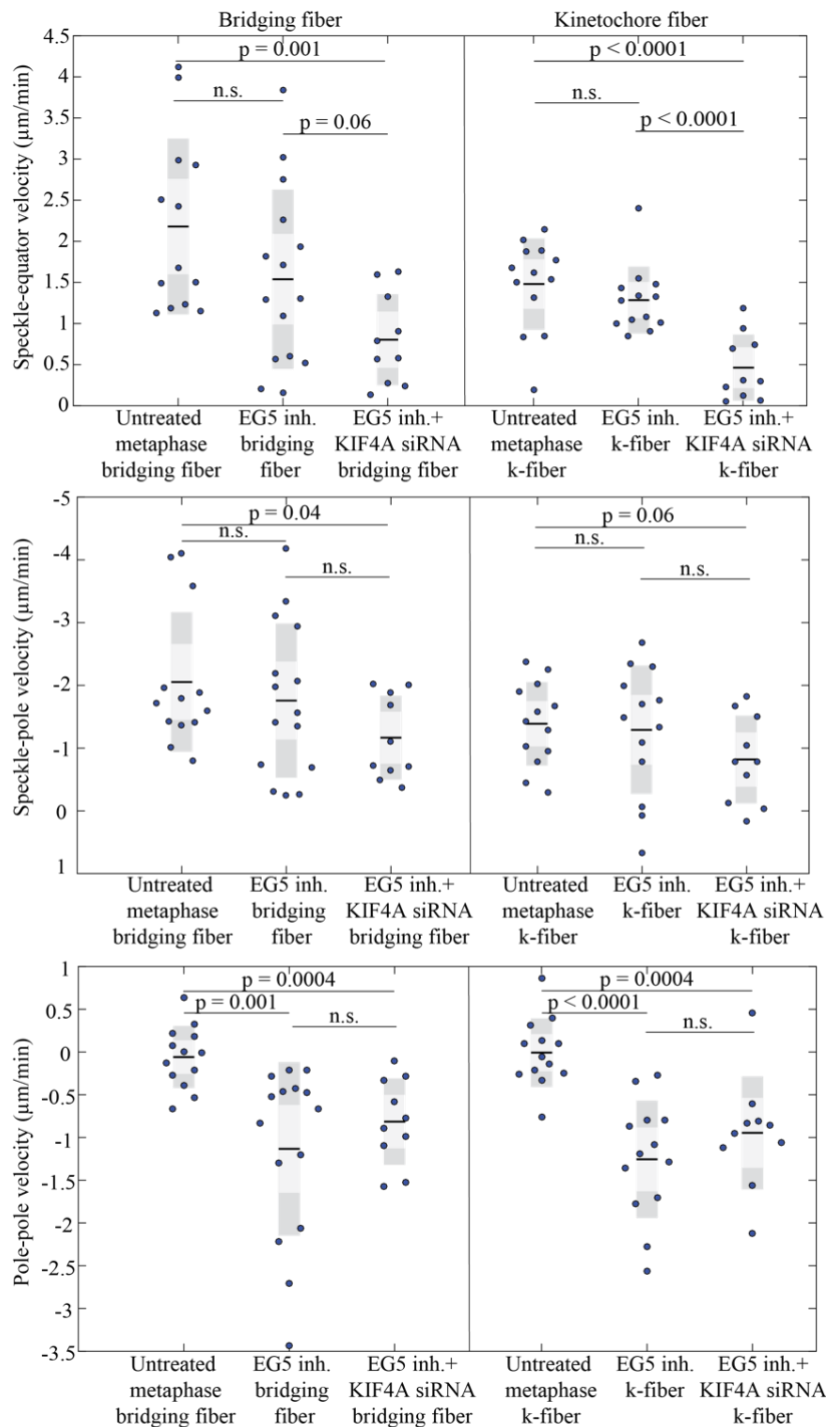 Bridging fiber
Kinetochore fiber
p = 0.001
p < 0.0001
n.s.
n.s.
p = 0.06
p < 0.0001
Speckle-equator velocity (µm/min)
4.5
4
3.5
3
2.5
2
1.5
1
0.5
0
Untreated
metaphase
bridging fiber
EG5 inh.
bridging
fiber
EG5 inh.+
KIF4A siRNA
bridging fiber
Untreated
metaphase
k-fiber
EG5 inh.
k-fiber
EG5 inh.+
KIF4A siRNA
k-fiber
p = 0.04
p = 0.06
n.s.
n.s.
n.s.
n.s.
Speckle-pole velocity (µm/min)
-5
-4
-3
-2
-1
0
1
Untreated
metaphase
bridging fiber
EG5 inh.
bridging
fiber
EG5 inh.+
KIF4A siRNA
bridging fiber
Untreated
metaphase
k-fiber
EG5 inh.
k-fiber
EG5 inh.+
KIF4A siRNA
k-fiber
p = 0.0004
p = 0.0004
p = 0.001
p < 0.0001
n.s.
n.s.
Pole-pole velocity (µm/min)
1
0.5
0
-0.5
-1
-1.5
-2
-2.5
-3
-3.5
Untreated
metaphase
bridging fiber
EG5 inh.
bridging
fiber
EG5 inh.+
KIF4A siRNA
bridging fiber
Untreated
metaphase
k-fiber
EG5 inh.
k-fiber
EG5 inh.+
KIF4A siRNA
k-fiber